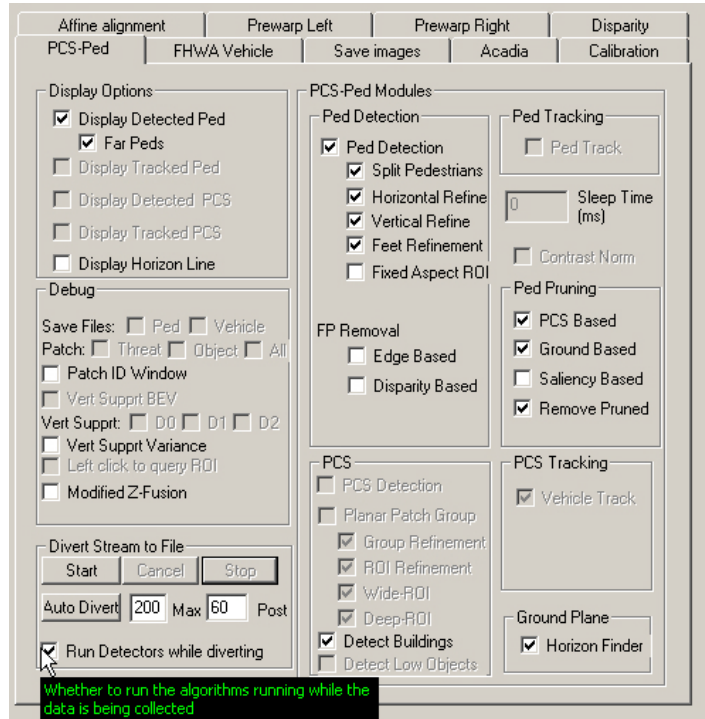 Affine alignment Prewarp Left Prewarp Right Disparity
PCS-Ped FHWA Vehicle Save images Acadia Calibration
Display Options
Display Detected Ped
Far Peds
Display Tracked Ped
Display Detected PCS
Display Tracked PCS
Display Horizon Line
Debug
Save Files: Ped Vehicle
Patch: Threat Object All
Patch ID Window
Vert Supprt BEV
Vert Supprt: D0 D1 D2
Vert Supprt Variance
Left click to query ROI
Modified Z-Fusion
Divert Stream to File
Start Cancel Stop
Auto Divert 200 Max 60 Post
Run Detectors while diverting
Whether to run the algorithms running while the
data is being collected
PCS-Ped Modules
Ped Detection
Ped Detection
Split Pedestrians
Horizontal Refine
Vertical Refine
Feet Refinement
Fixed Aspect ROI
FP Removal
Edge Based
Disparity Based
PCS
PCS Detection
Planar Patch Group
Group Refinement
ROI Refinement
Wide-ROI
Deep-ROI
Detect Buildings
Detect Low Objects
Ped Tracking
Ped Track
0 Sleep Time
(ms)
Contrast Norm
Ped Pruning
PCS Based
Ground Based
Saliency Based
Remove Pruned
PCS Tracking
Vehicle Track
Ground Plane
Horizon Finder